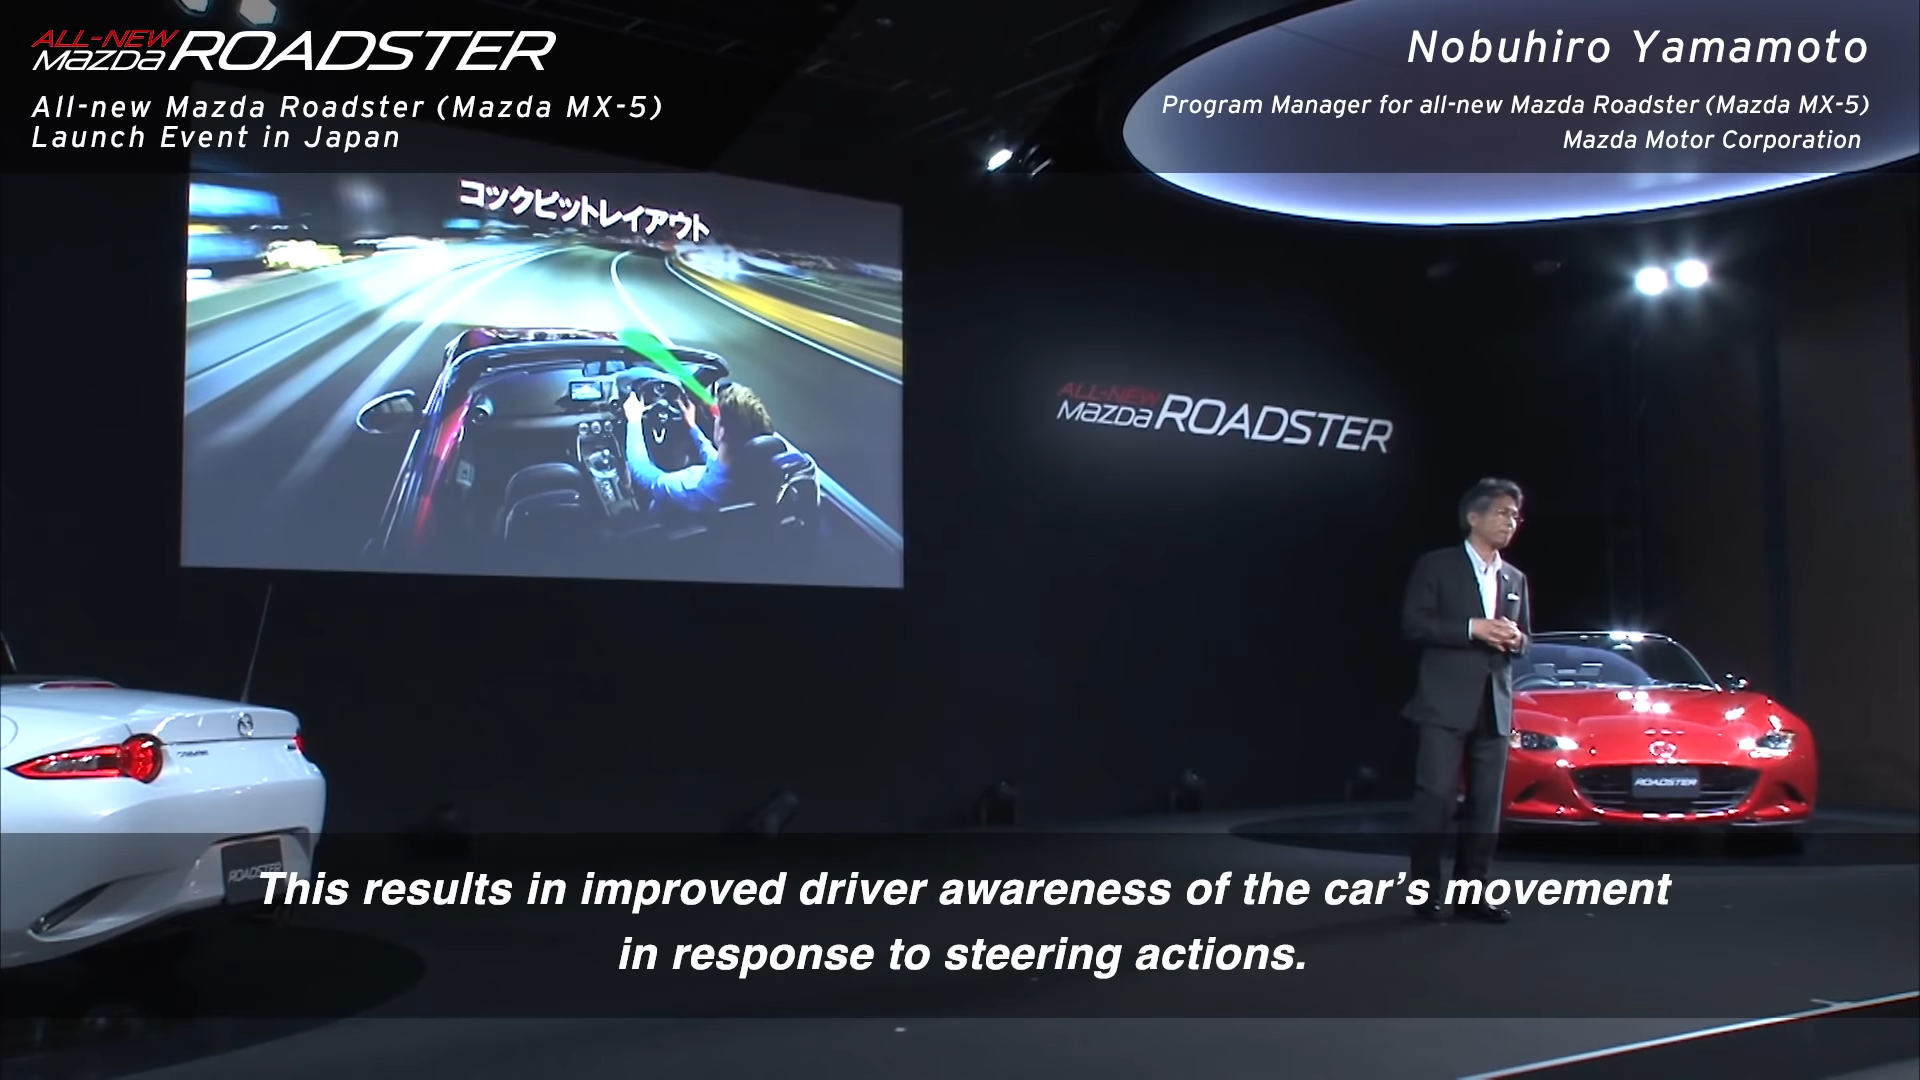 ALL-NEW
Mazda ROADSTER
All-new Mazda Roadster (Mazda MX-5)
Launch Event in Japan
Nobuhiro Yamamoto
Program Manager for all-new Mazda Roadster (Mazda MX-5)
Mazda Motor Corporation
コックピットレイアウト
ALL-NEW
Mazda ROADSTER
ROADSTER
ROADSTER
This results in improved driver awareness of the car's movement
in response to steering actions.